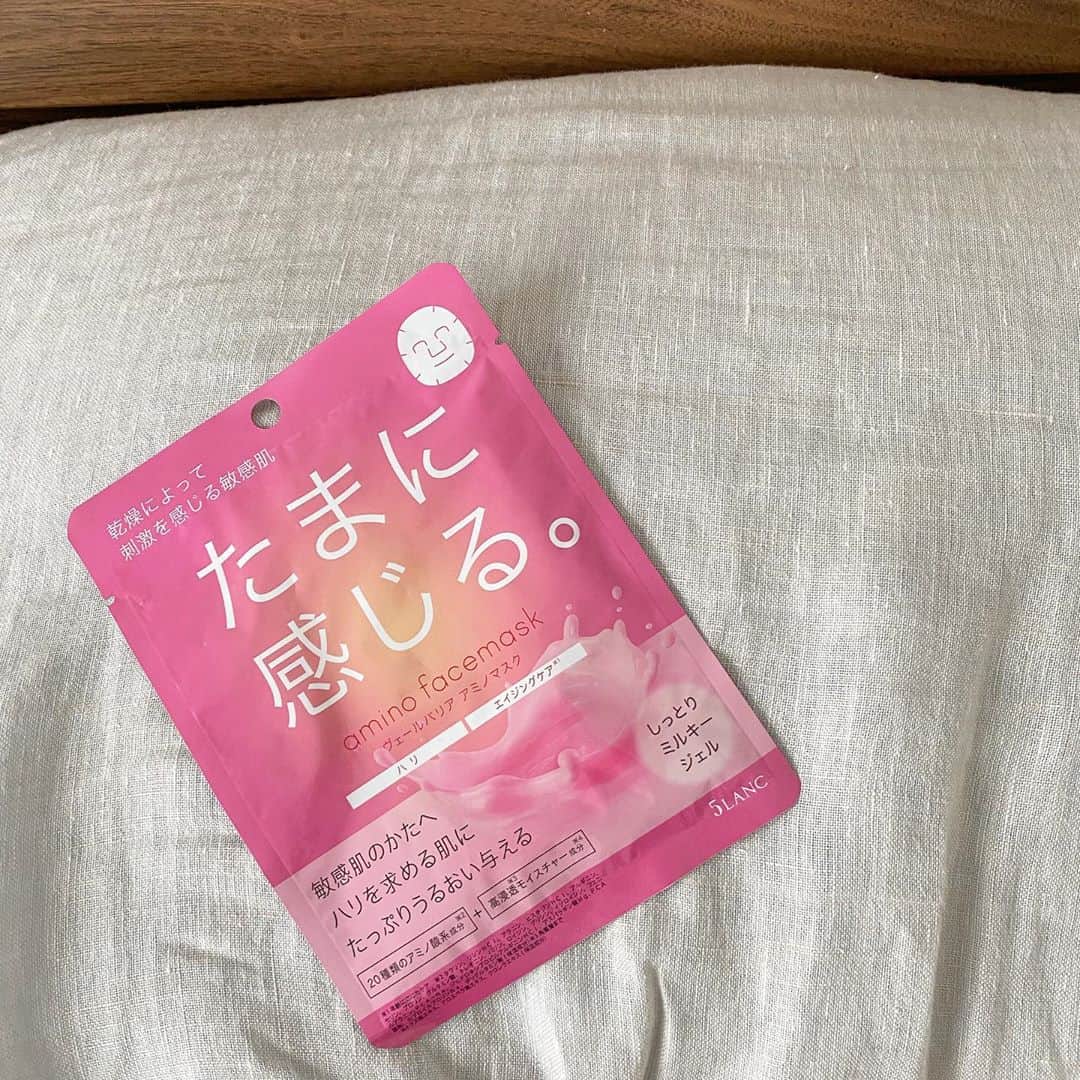 乾燥によって
刺激を感じる敏感肌
たまに
感じる。
amino facemask
ヴェールバリア アミノマスク
ハリ
エイジングケア※1
しっとり
ミルキー
ジェル
5LANC
敏感肌のかたへ
ハリを求める肌に
たっぷりうるおい与える
20種類のアミノ酸系成分※2 + 高浸透※3モイスチャー成分※4